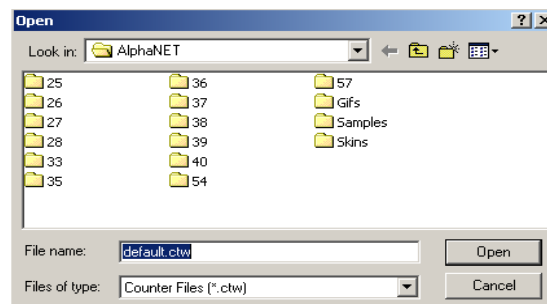 Open
Look in: AlphaNET
25 36 57
26 37 Gifs
27 38 Samples
28 39 Skins
33 40
35 54
File name: default.ctw Open
Files of type: Counter Files (*.ctw) Cancel